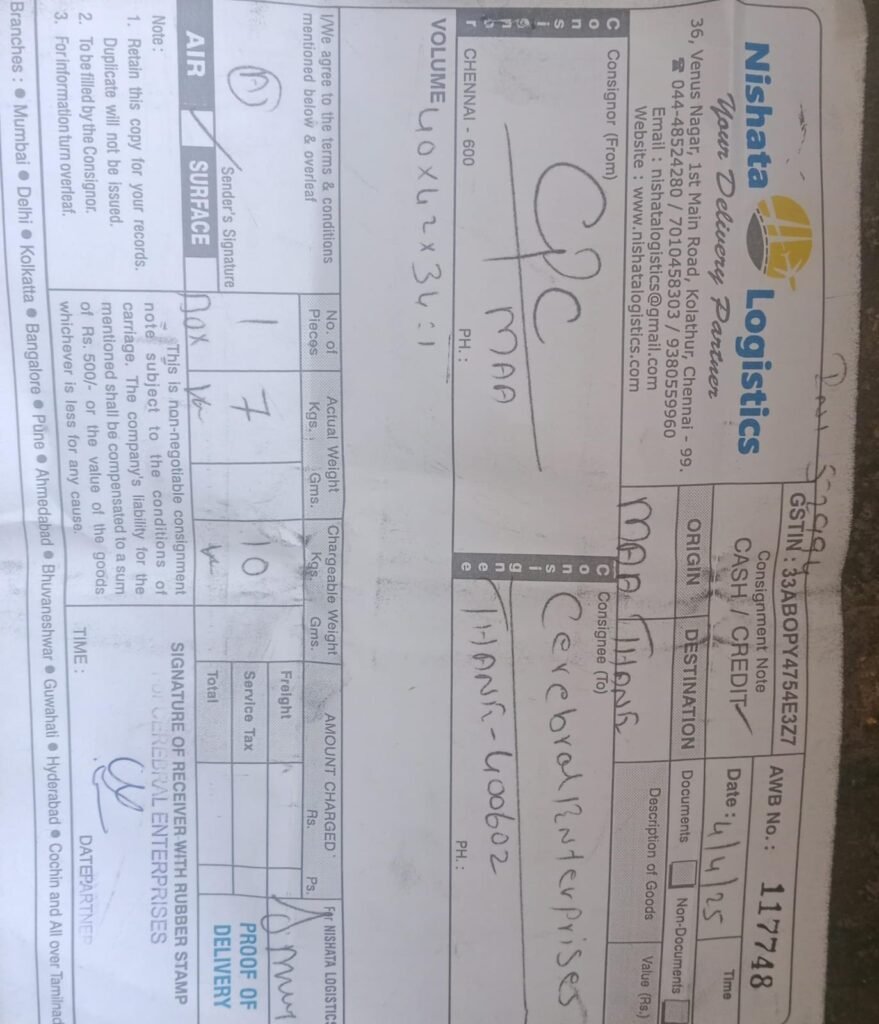 Nishata Logistics
Your Delivery Partner
36, Venus Nagar, 1st Main Road, Kolathur, Chennai - 99.
☎ 044-48524280 / 7010458303 / 9380559960
Email : nishatalogistics@gmail.com
Website : www.nishatalogistics.com
GSTIN : 33ABOPY4754E3Z7
Consignment Note
CASH / CREDIT
AWB No. : 117748
Date : 4/4/25
Time
ORIGIN
DESTINATION
MAA
THANE
Documents
Non-Documents
Description of Goods
Value (Rs.)
Consignor
Consignor (From)
CPC
MAA
CHENNAI - 600
PH. :
Consignee
Consignee (To)
Cerebral Enterprises
THANE-400602
PH. :
VOLUME 40 x 42 x 34 : 1
I/We agree to the terms & conditions
mentioned below & overleaf
Sender's Signature
AIR
SURFACE
No. of
Pieces
1
BOX
Actual Weight
Kgs. Gms.
7
Chargeable Weight
Kgs. Gms.
10
AMOUNT CHARGED
Rs. Ps.
Freight
Service Tax
Total
For NISHATA LOGISTICS
PROOF OF
DELIVERY
Note :
1. Retain this copy for your records.
Duplicate will not be issued.
2. To be filled by the Consignor.
3. For information turn overleaf.
This is non-negotiable consignment
note subject to the conditions of
carriage. The company's liability for the
mentioned shall be compensated to a sum
of Rs. 500/- or the value of the goods
whichever is less for any cause.
SIGNATURE OF RECEIVER WITH RUBBER STAMP
CEREBRAL ENTERPRISES
TIME :
DATE
PARTNER
Branches : ● Mumbai ● Delhi ● Kolkatta ● Bangalore ● Pune ● Ahmedabad ● Bhuvaneshwar ● Guwahati ● Hyderabad ● Cochin and All over Tamilnad